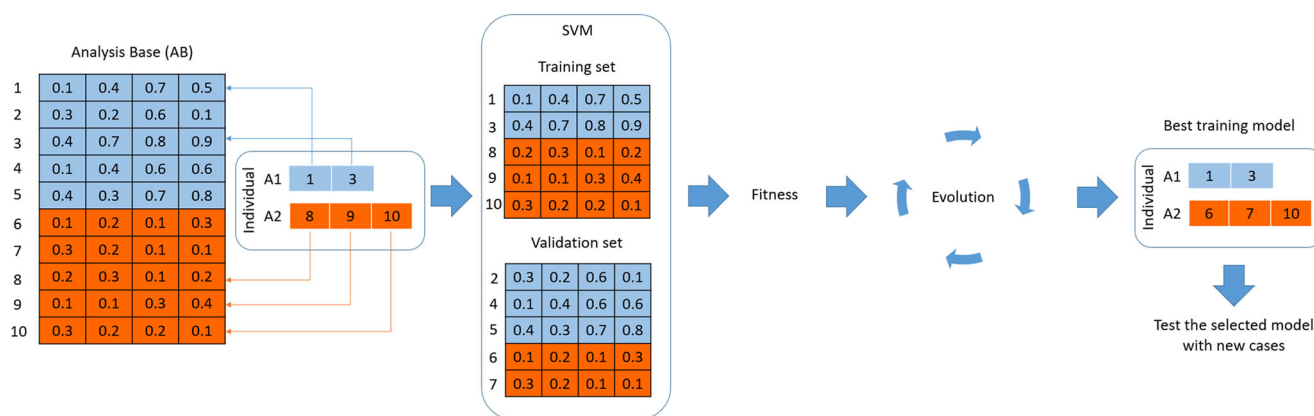 Analysis Base (AB)
1 0.1 0.4 0.7 0.5
2 0.3 0.2 0.6 0.1
3 0.4 0.7 0.8 0.9
4 0.1 0.4 0.6 0.6
5 0.4 0.3 0.7 0.8
6 0.1 0.2 0.1 0.3
7 0.3 0.2 0.1 0.1
8 0.2 0.3 0.1 0.2
9 0.1 0.1 0.3 0.4
10 0.3 0.2 0.2 0.1
Individual
A1 1 3
A2 8 9 10
SVM
Training set
1 0.1 0.4 0.7 0.5
3 0.4 0.7 0.8 0.9
8 0.2 0.3 0.1 0.2
9 0.1 0.1 0.3 0.4
10 0.3 0.2 0.2 0.1
Validation set
2 0.3 0.2 0.6 0.1
4 0.1 0.4 0.6 0.6
5 0.4 0.3 0.7 0.8
6 0.1 0.2 0.1 0.3
7 0.3 0.2 0.1 0.1
Fitness
Evolution
Best training model
Individual
A1 1 3
A2 6 7 10
Test the selected model
with new cases